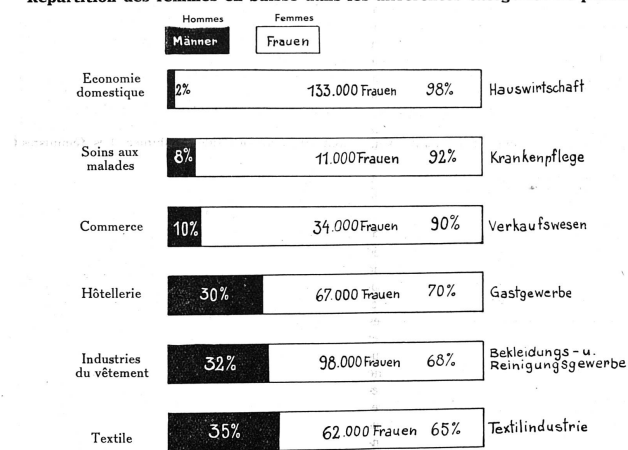 Hommes Femmes
Männer Frauen
Economie
domestique
2% 133.000 Frauen 98% Hauswirtschaft
Soins aux
malades
8% 11.000 Frauen 92% Krankenpflege
Commerce 10% 34.000 Frauen 90% Verkaufswesen
Hôtellerie 30% 67.000 Frauen 70% Gastgewerbe
Industries
du vêtement
32% 98.000 Frauen 68% Bekleidungs- u.
Reinigungsgewerbe
Textile 35% 62.000 Frauen 65% Textilindustrie